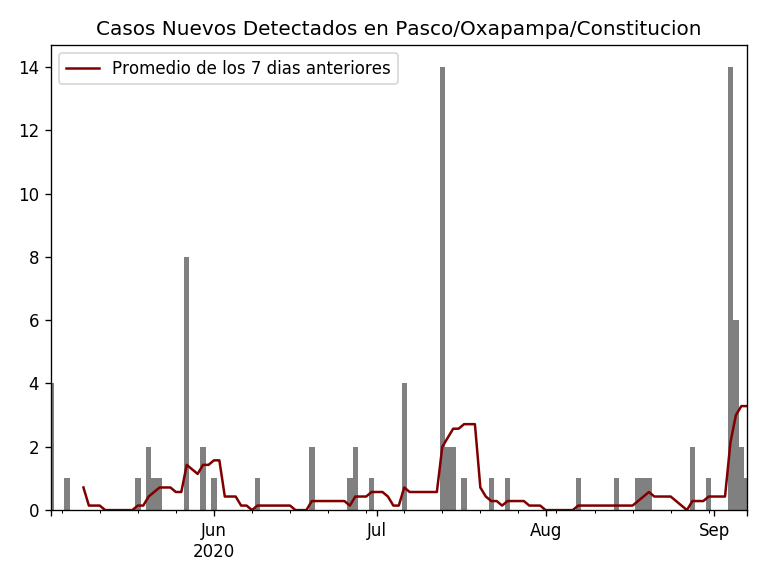 Casos Nuevos Detectados en Pasco/Oxapampa/Constitucion
Promedio de los 7 dias anteriores
14
12
10
8
6
4
2
0
Jun
2020
Jul
Aug
Sep